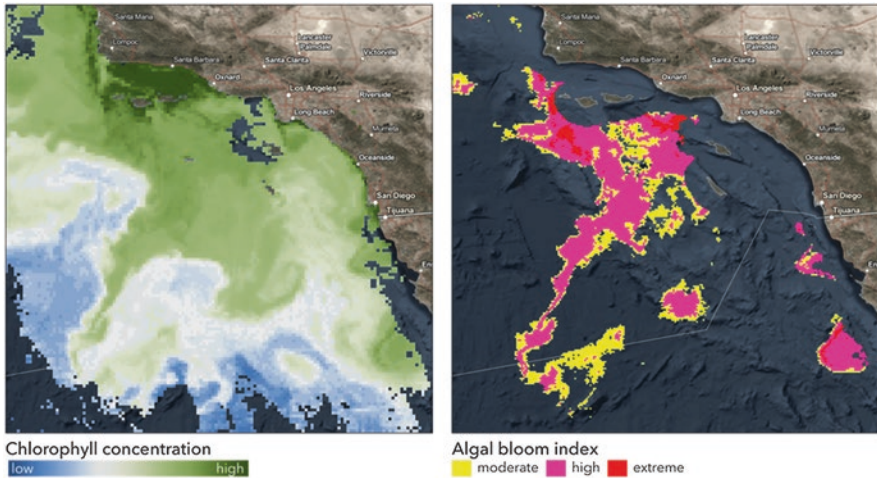 Santa Maria
Lompoc
Santa Barbara
Oxnard
Santa Clarita
Lancaster
Palmdale
Victorville
Los Angeles
Riverside
Long Beach
Murrieta
Oceanside
San Diego
Tijuana
En
Santa Maria
Lompoc
Santa Barbara
Oxnard
Santa Clarita
Lancaster
Palmdale
Victorville
Los Angeles
Riverside
Long Beach
Murrieta
Oceanside
San Diego
Tijuana
En
Chlorophyll concentration
low high
Algal bloom index
moderate high extreme